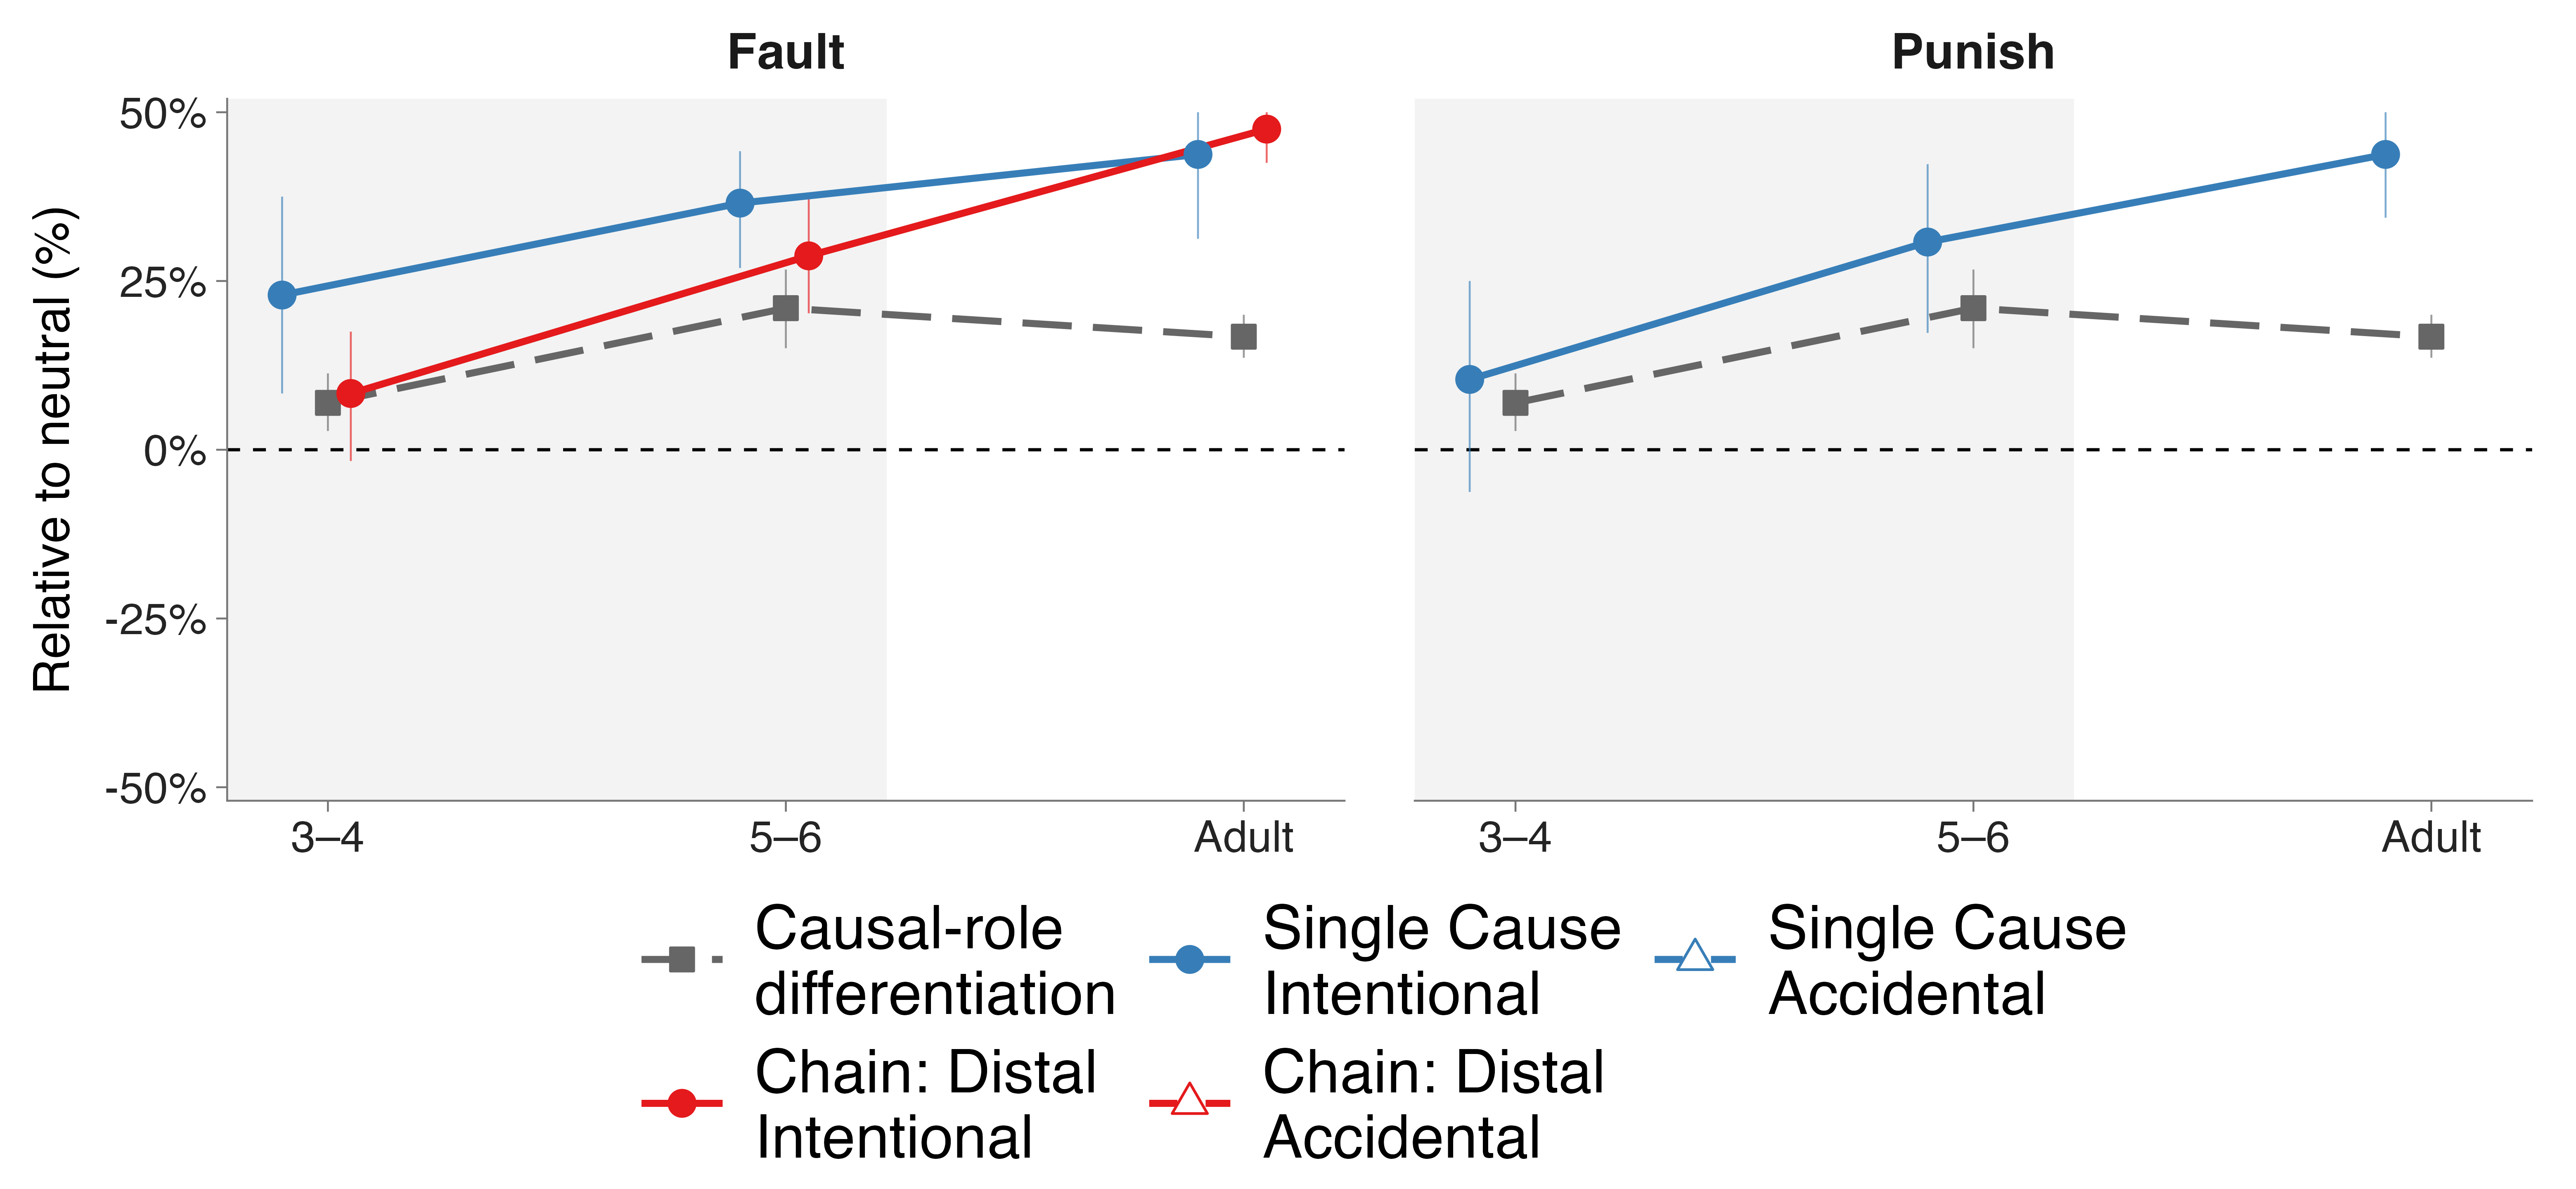 Fault
Punish
Relative to neutral (%)
50%
25%
0%
-25%
-50%
3–4
5–6
Adult
3–4
5–6
Adult
Causal-role
differentiation
Single Cause
Intentional
Single Cause
Accidental
Chain: Distal
Intentional
Chain: Distal
Accidental